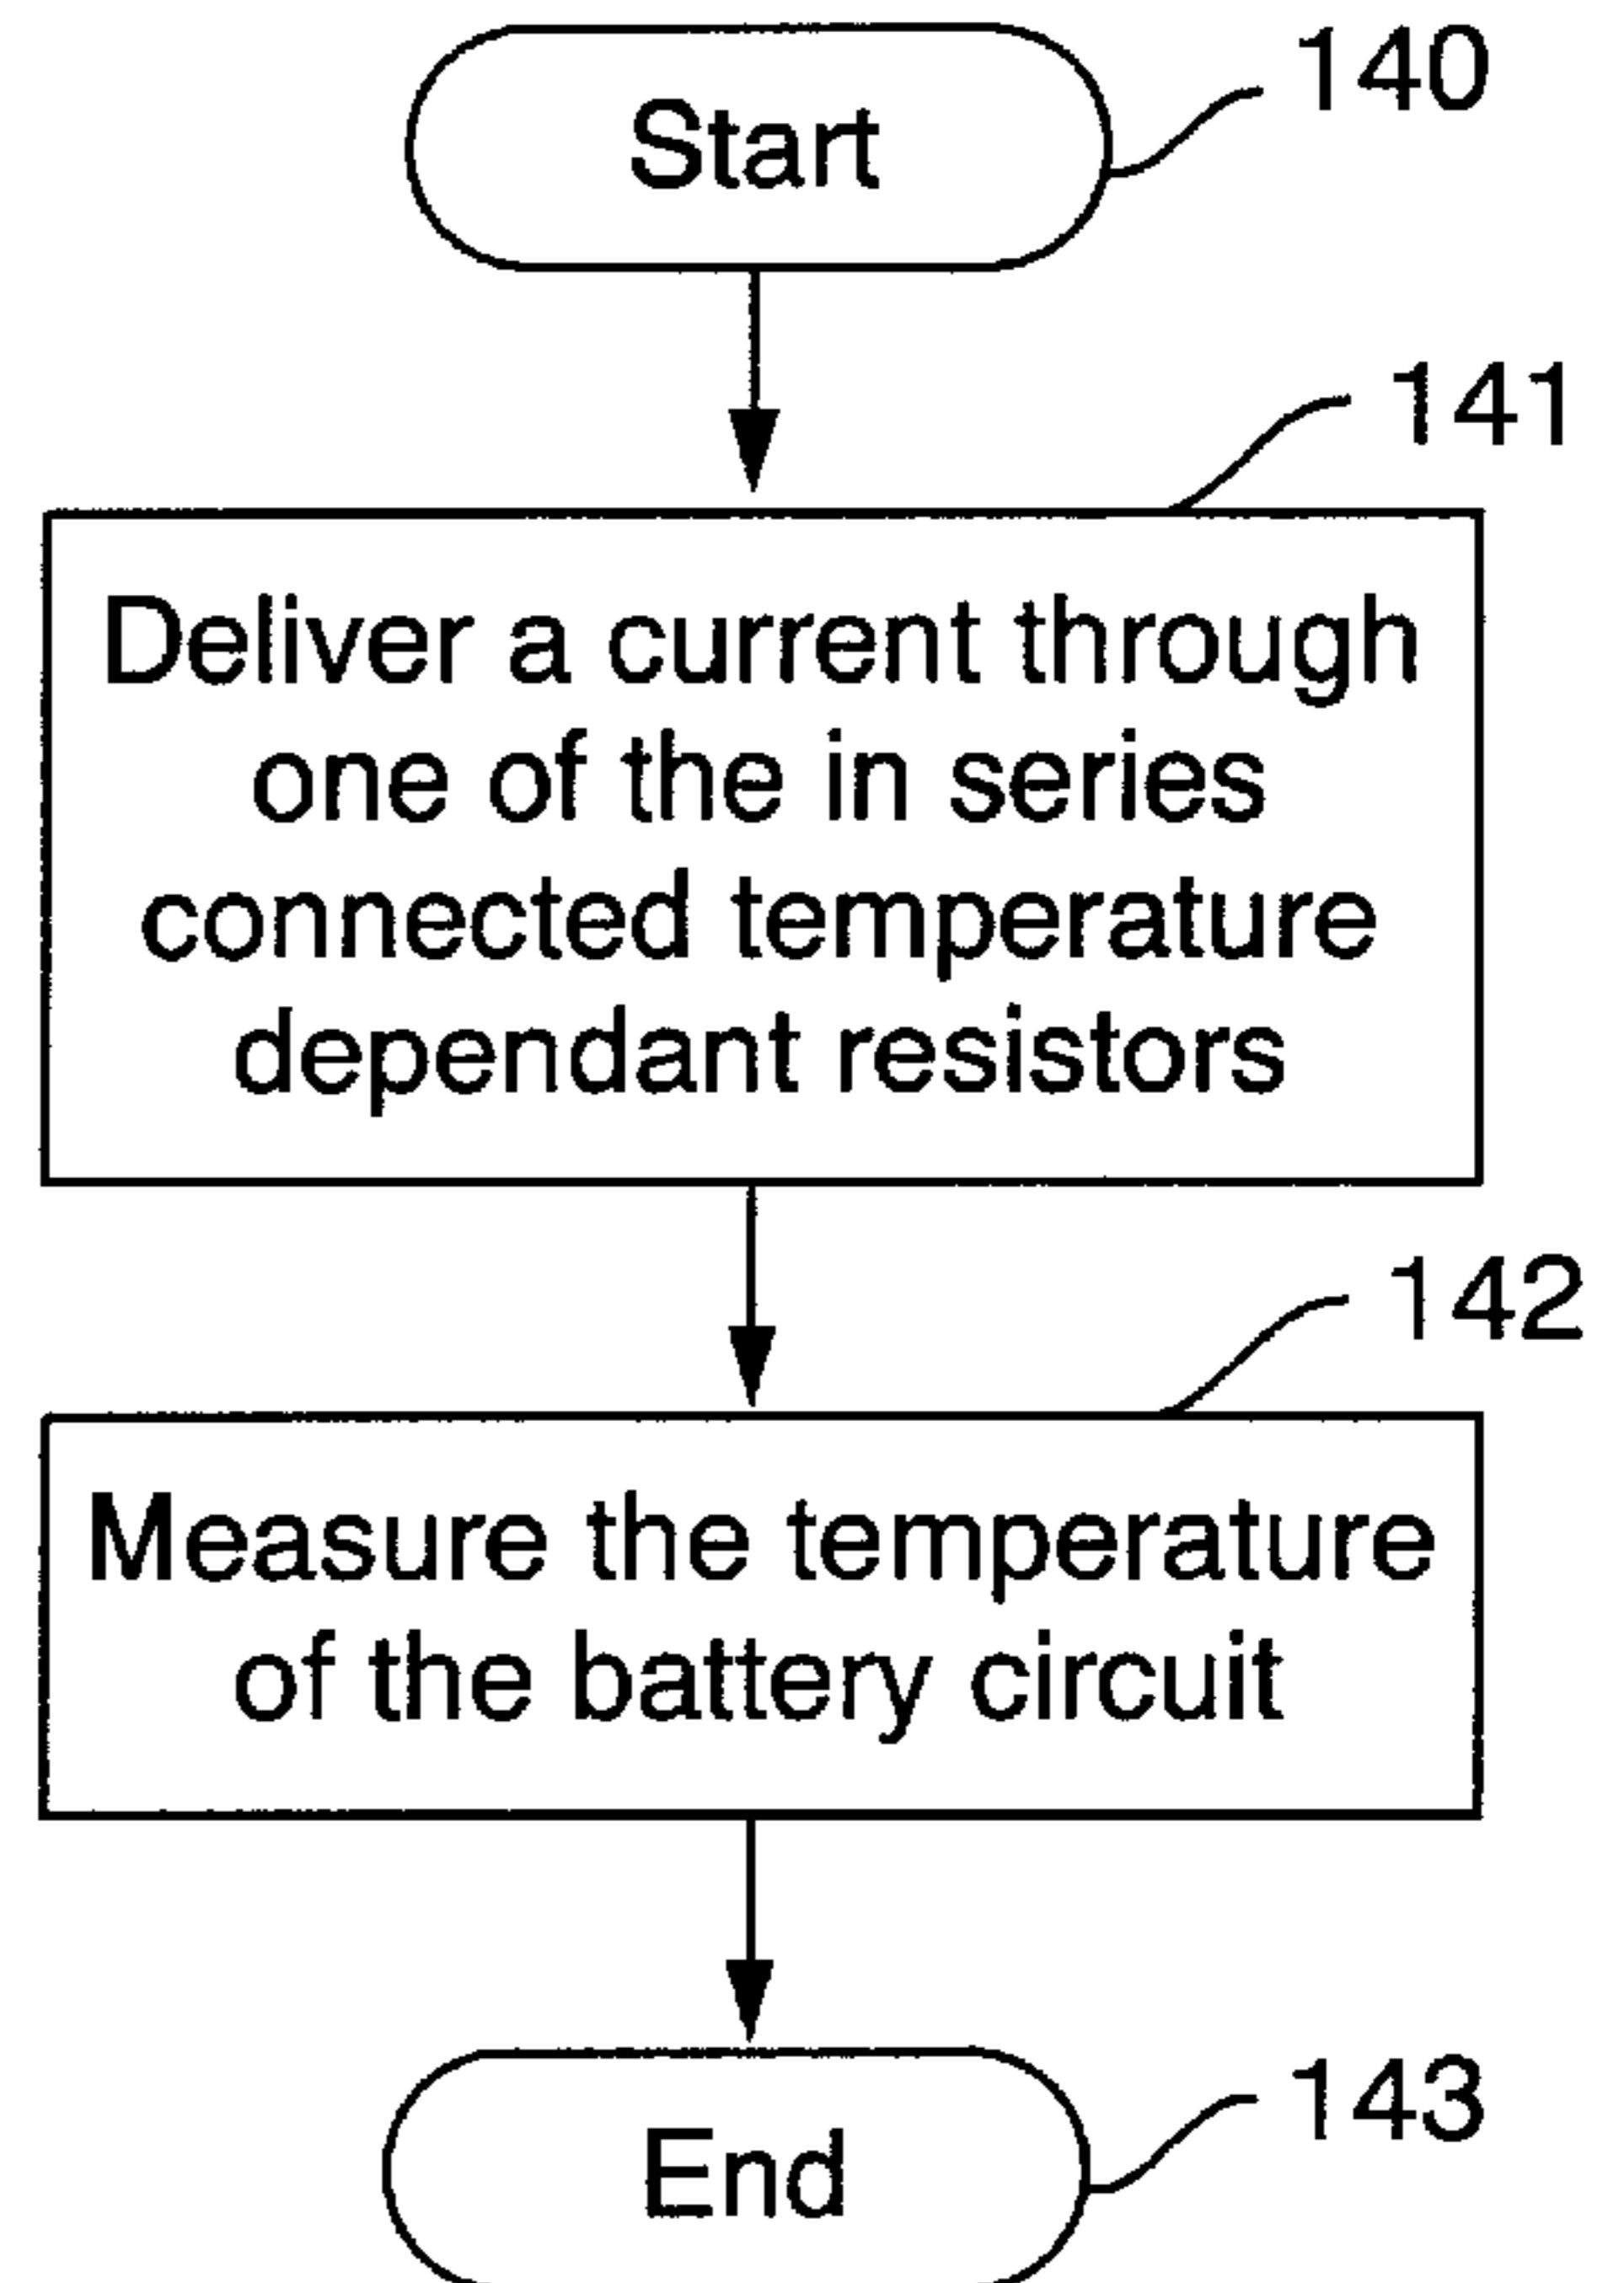 140
Start
141
Deliver a current through
one of the in series
connected temperature
dependant resistors
142
Measure the temperature
of the battery circuit
143
End